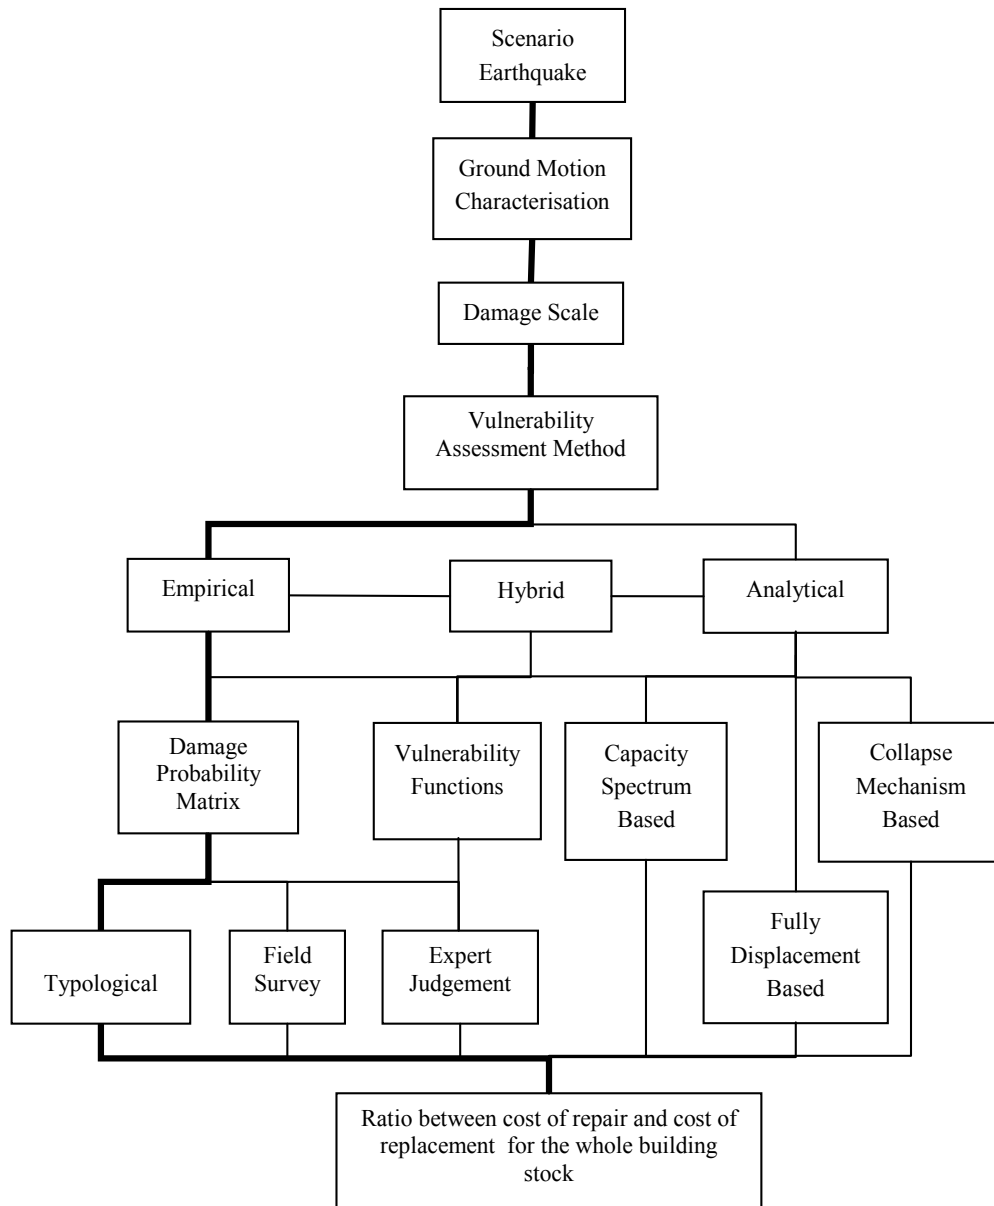 Scenario
Earthquake
Ground Motion
Characterisation
Damage Scale
Vulnerability
Assessment Method
Empirical
Hybrid
Analytical
Damage
Probability
Matrix
Vulnerability
Functions
Capacity
Spectrum
Based
Collapse
Mechanism
Based
Typological
Field
Survey
Expert
Judgement
Fully
Displacement
Based
Ratio between cost of repair and cost of
replacement for the whole building
stock